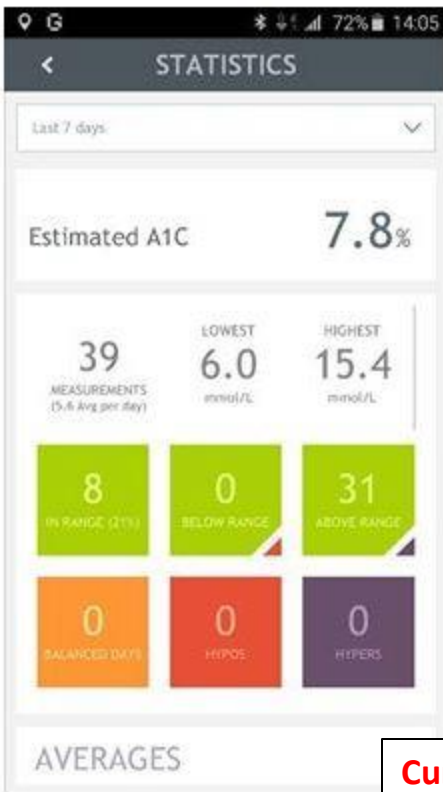 72% 14:05
STATISTICS
Last 7 days
Estimated A1C
7.8%
39
MEASUREMENTS
(5.6 Avg per day)
LOWEST
6.0
mmol/L
HIGHEST
15.4
mmol/L
8
IN RANGE (21%)
0
BELOW RANGE
31
ABOVE RANGE
0
BALANCED DAYS
0
HYPOS
0
HYPERS
AVERAGES
Cu